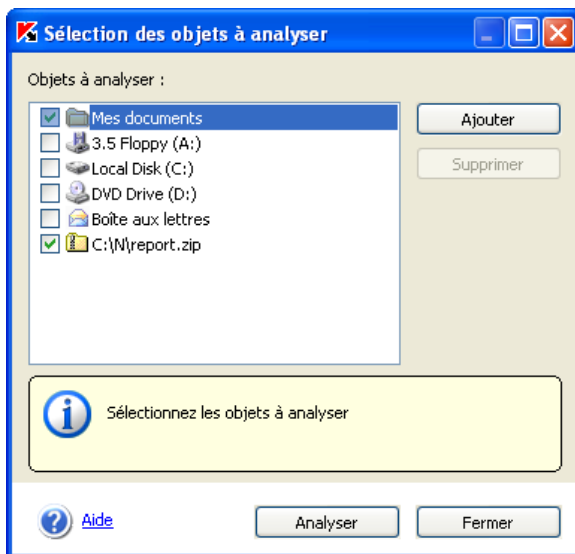 Sélection des objets à analyser
Objets à analyser :
Mes documents
3.5 Floppy (A:)
Local Disk (C:)
DVD Drive (D:)
Boîte aux lettres
C:\N\report.zip
Ajouter
Supprimer
Sélectionnez les objets à analyser
Aide
Analyser
Fermer